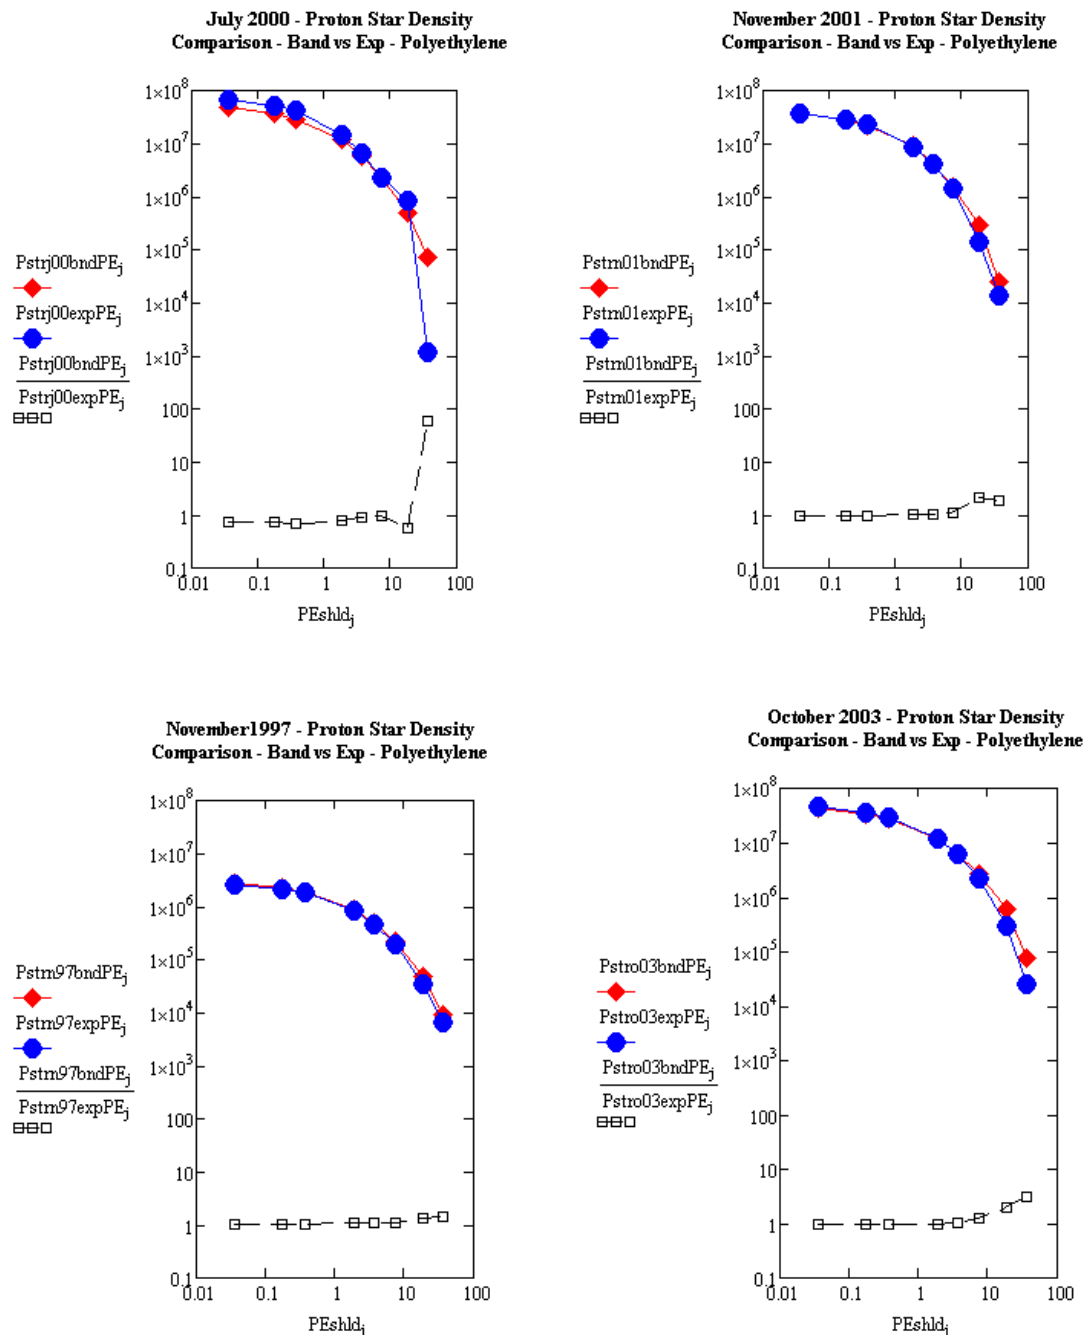 July 2000 - Proton Star Density
Comparison - Band vs Exp - Polyethylene
1×10^8
1×10^7
1×10^6
1×10^5
1×10^4
1×10^3
100
10
1
0.1
0.01 0.1 1 10 100
PEshld_j
Pstrj00bndPE_j
Pstrj00expPE_j
Pstrj00bndPE_j
Pstrj00expPE_j
November 2001 - Proton Star Density
Comparison - Band vs Exp - Polyethylene
1×10^8
1×10^7
1×10^6
1×10^5
1×10^4
1×10^3
100
10
1
0.1
0.01 0.1 1 10 100
PEshld_j
Pstrn01bndPE_j
Pstrn01expPE_j
Pstrn01bndPE_j
Pstrn01expPE_j
November1997 - Proton Star Density
Comparison - Band vs Exp - Polyethylene
1×10^8
1×10^7
1×10^6
1×10^5
1×10^4
1×10^3
100
10
1
0.1
0.01 0.1 1 10 100
PEshld_j
Pstrn97bndPE_j
Pstrn97expPE_j
Pstrn97bndPE_j
Pstrn97expPE_j
October 2003 - Proton Star Density
Comparison - Band vs Exp - Polyethylene
1×10^8
1×10^7
1×10^6
1×10^5
1×10^4
1×10^3
100
10
1
0.1
0.01 0.1 1 10 100
PEshld_j
Pstro03bndPE_j
Pstro03expPE_j
Pstro03bndPE_j
Pstro03expPE_j